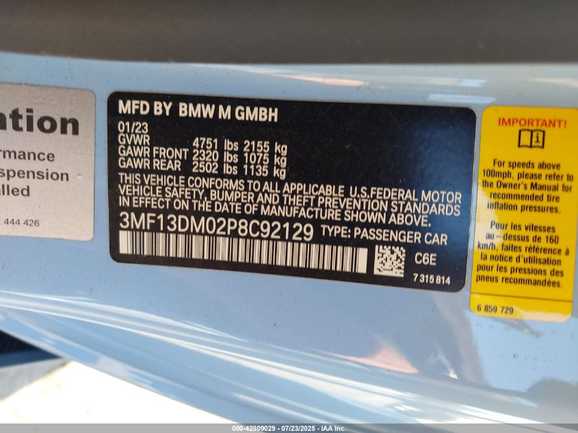 ntion
ormance
spension
alled
444 426
MFD BY BMW M GMBH
01/23
GVWR 4751 lbs 2155 kg
GAWR FRONT 2320 lbs 1075 kg
GAWR REAR 2502 lbs 1135 kg
THIS VEHICLE CONFORMS TO ALL APPLICABLE U.S.FEDERAL MOTOR
VEHICLE SAFETY, BUMPER AND THEFT PREVENTION STANDARDS
IN EFFECT ON THE DATE OF MANUFACTURE SHOWN ABOVE.
3MF13DM02P8C92129 TYPE: PASSENGER CAR
C6E
7 315 814
IMPORTANT!
For speeds above
100mph, please refer to
the Owner's Manual for
recommended tire
inflation pressures.
Pour les vitesses
au-dessus de 160
km/h, faites référence à
la notice d'utilisation
pour les pressions des
pneus recommandées.
6 859 729
000-42809029 - 07/23/2025 - IAA Inc.